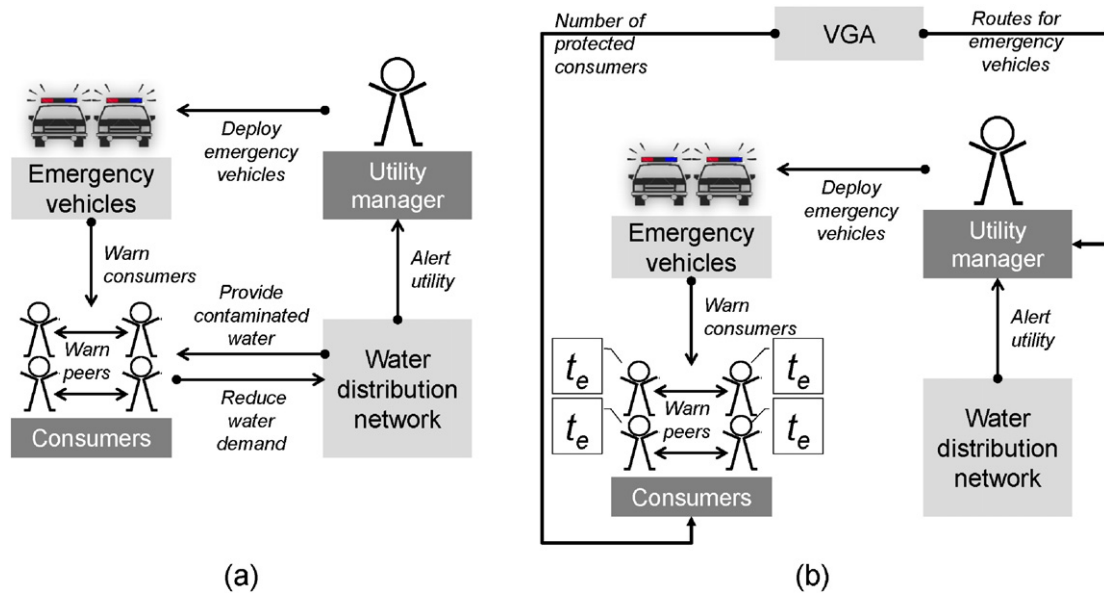 Deploy
emergency
vehicles
Emergency
vehicles
Utility
manager
Warn
consumers
Alert
utility
Provide
contaminated
water
Warn
peers
Reduce
water
demand
Water
distribution
network
Consumers
(a)
Number of
protected
consumers
VGA
Routes for
emergency
vehicles
Deploy
emergency
vehicles
Emergency
vehicles
Utility
manager
Warn
consumers
Alert
utility
te
te
te
te
Warn
peers
Water
distribution
network
Consumers
(b)